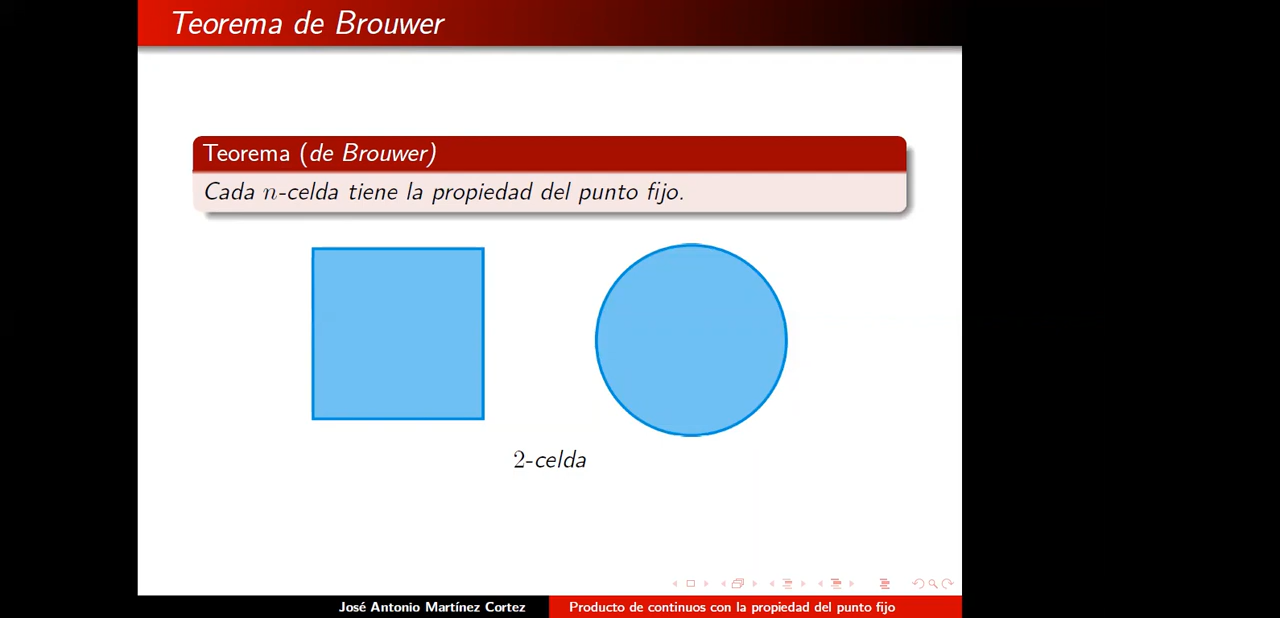 Teorema de Brouwer
Teorema (de Brouwer)
Cada n-celda tiene la propiedad del punto fijo.
2-celda
José Antonio Martínez Cortez
Producto de continuos con la propiedad del punto fijo